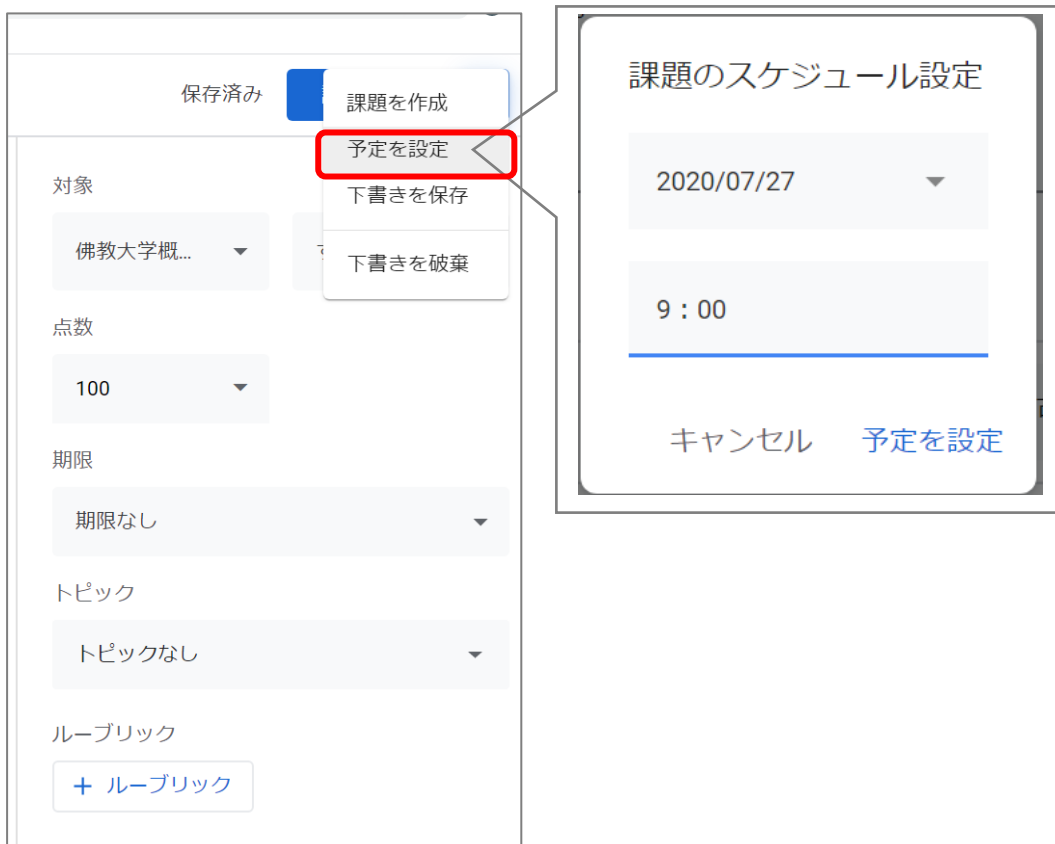 保存済み
課題を作成
予定を設定
下書きを保存
下書きを破棄
対象
佛教大学概...
点数
100
期限
期限なし
トピック
トピックなし
ルーブリック
+ ルーブリック
課題のスケジュール設定
2020/07/27
9：00
キャンセル 予定を設定